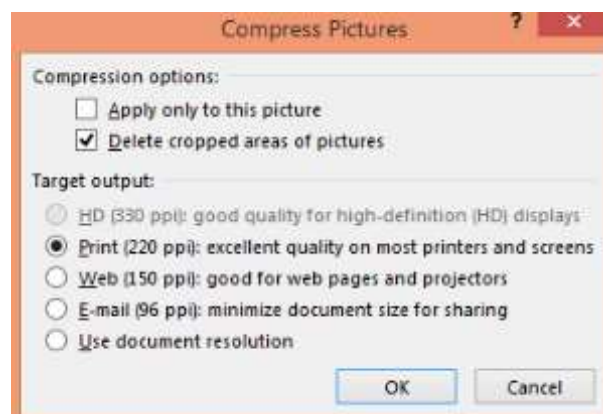 Compress Pictures
?
Compression options:
Apply only to this picture
Delete cropped areas of pictures
Target output:
HD (330 ppi): good quality for high-definition (HD) displays
Print (220 ppi): excellent quality on most printers and screens
Web (150 ppi): good for web pages and projectors
E-mail (96 ppi): minimize document size for sharing
Use document resolution
OK Cancel